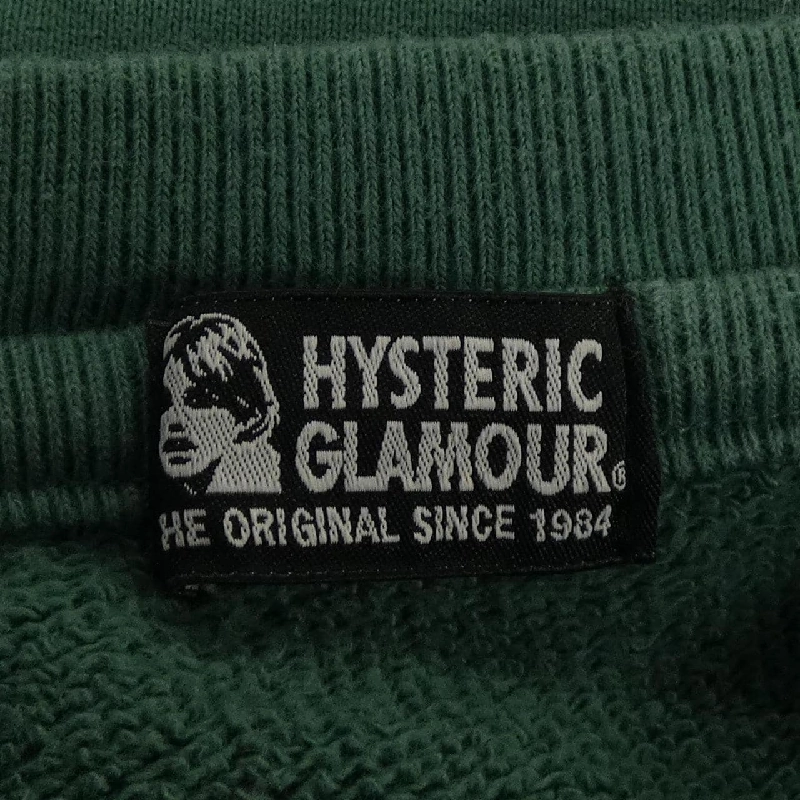 HYSTERIC
GLAMOUR®
HE ORIGINAL SINCE 1984